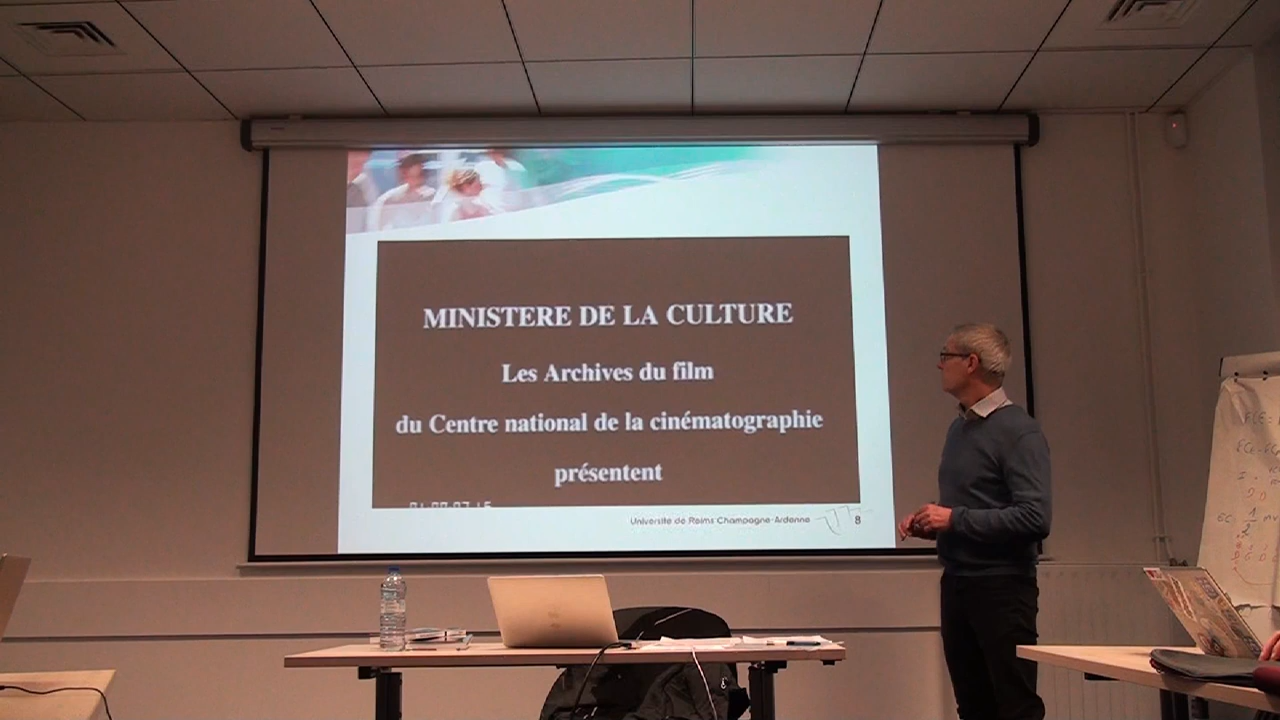 MINISTERE DE LA CULTURE
Les Archives du film
du Centre national de la cinématographie
présentent
Université de Reims Champagne-Ardenne
8